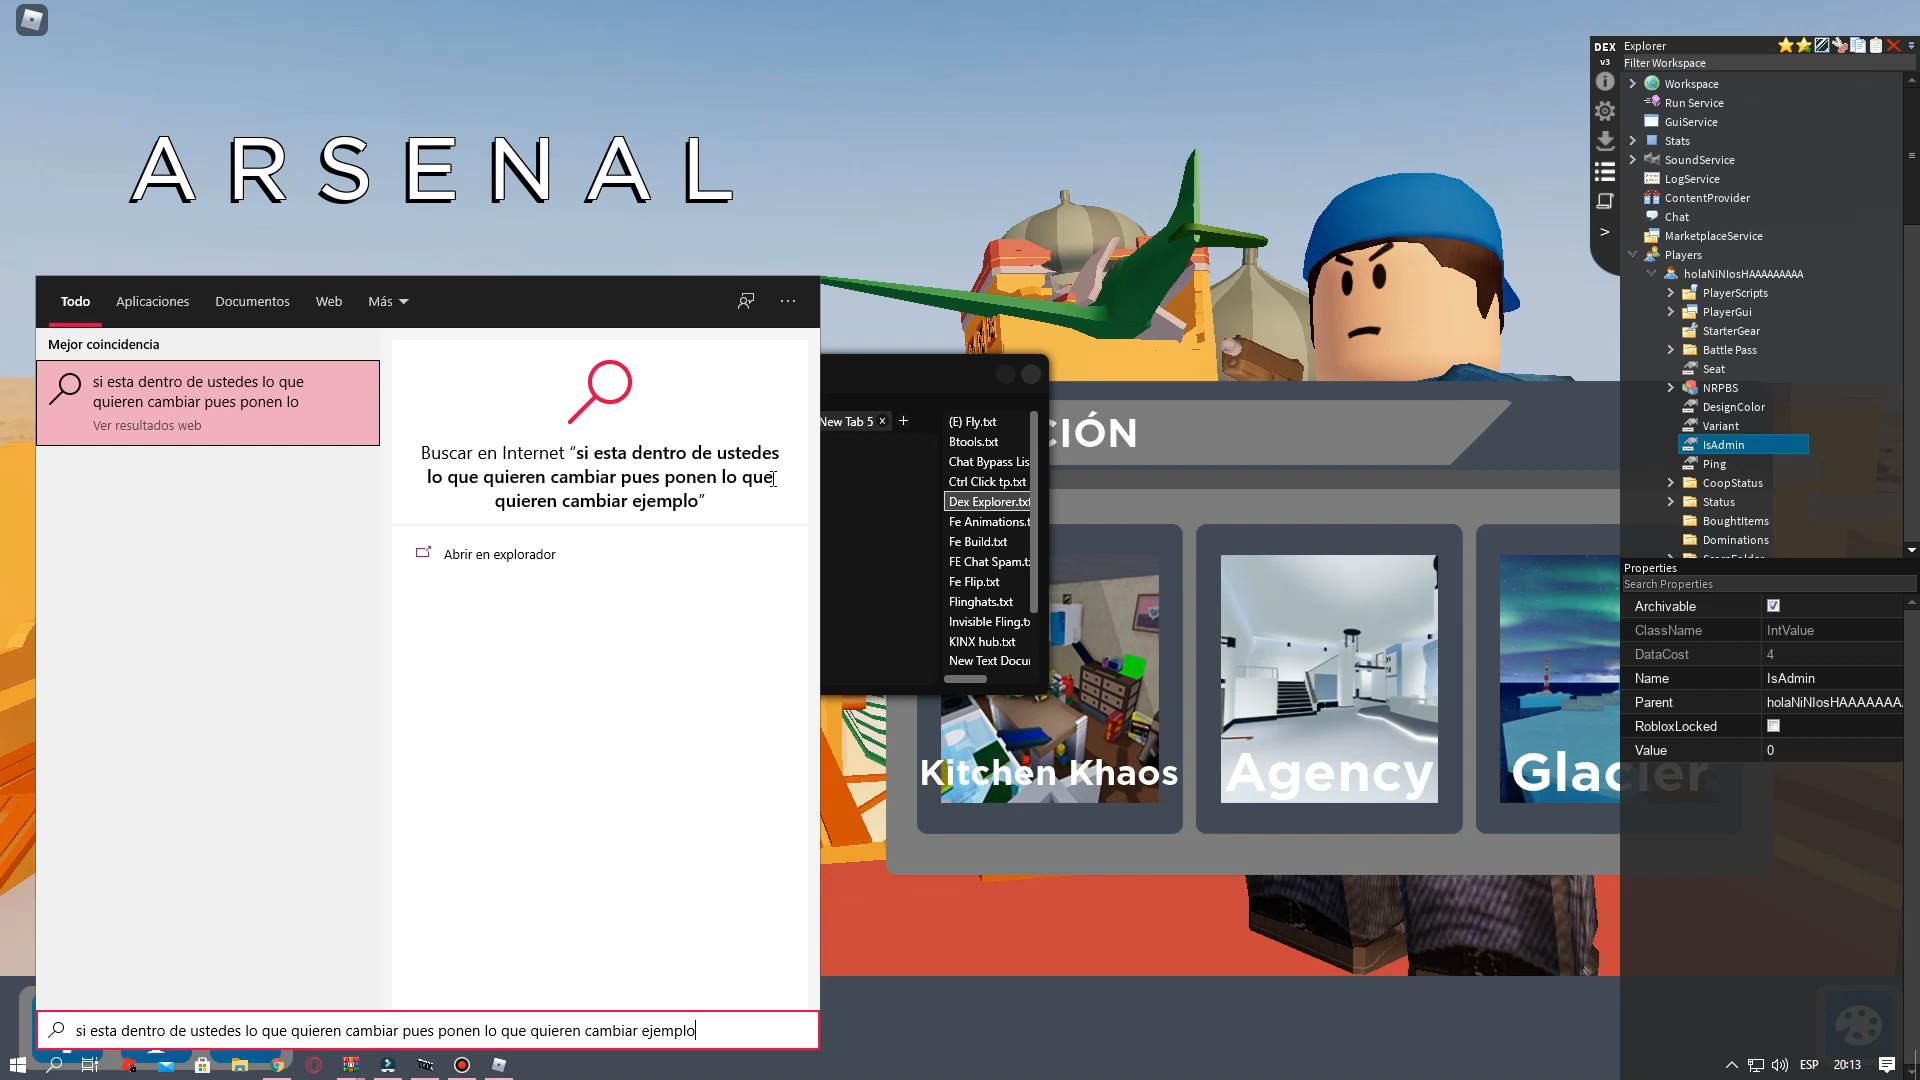 ARSENAL
Todo
Aplicaciones
Documentos
Web
Más
Mejor coincidencia
si esta dentro de ustedes lo que
quieren cambiar pues ponen lo
Ver resultados web
Buscar en Internet "si esta dentro de ustedes
lo que quieren cambiar pues ponen lo que
quieren cambiar ejemplo"
Abrir en explorador
si esta dentro de ustedes lo que quieren cambiar pues ponen lo que quieren cambiar ejemplo
New Tab 5 × +
(E) Fly.txt
Btools.txt
Chat Bypass Lis
Ctrl Click tp.txt
Dex Explorer.txt
Fe Animations.t
Fe Build.txt
FE Chat Spam.t
Fe Flip.txt
Flinghats.txt
Invisible Fling.t
KINX hub.txt
New Text Docu
CIÓN
Kitchen Khaos
Agency
Glacier
DEX
v3
Explorer
Filter Workspace
Workspace
Run Service
GuiService
Stats
SoundService
LogService
ContentProvider
Chat
MarketplaceService
Players
holaNiNIosHAAAAAAAAA
PlayerScripts
PlayerGui
StarterGear
Battle Pass
Seat
NRPBS
DesignColor
Variant
IsAdmin
Ping
CoopStatus
Status
BoughtItems
Dominations
Properties
Search Properties
Archivable
ClassName IntValue
DataCost 4
Name IsAdmin
Parent holaNiNIosHAAAAAAA.
RobloxLocked
Value 0
ESP
20:13